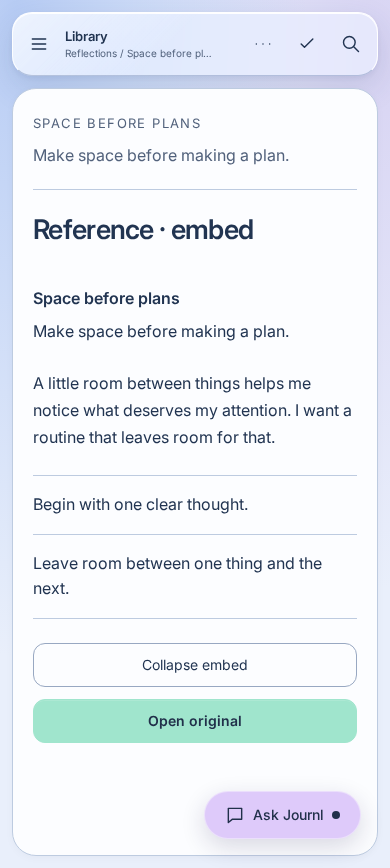 Library
Reflections / Space before pl...
SPACE BEFORE PLANS
Make space before making a plan.
Reference · embed
Space before plans
Make space before making a plan.
A little room between things helps me
notice what deserves my attention. I want a
routine that leaves room for that.
Begin with one clear thought.
Leave room between one thing and the
next.
Collapse embed
Open original
Ask Journl